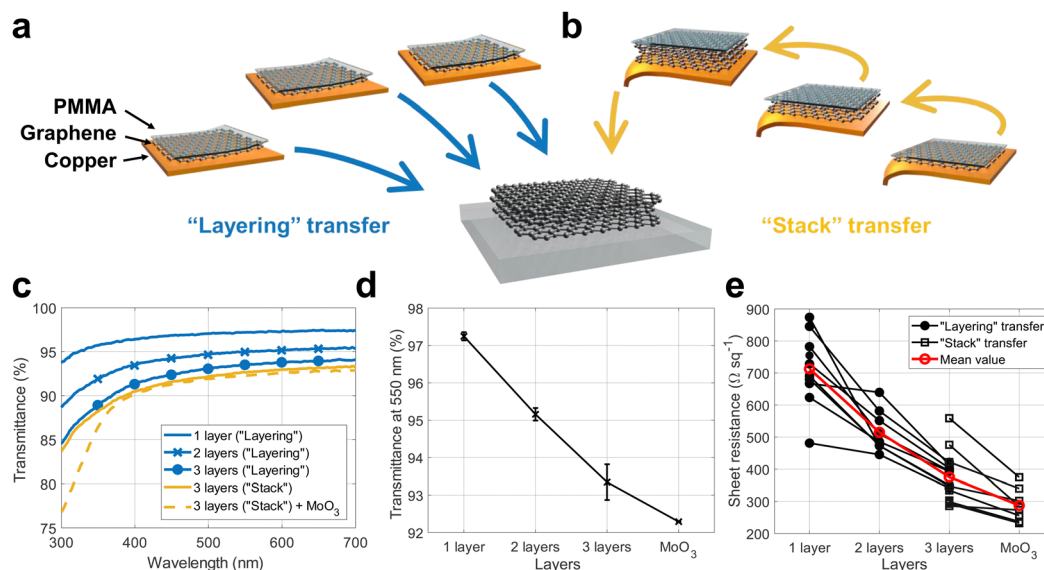 a
b
PMMA
Graphene
Copper
"Layering" transfer
"Stack" transfer
c
100
95
90
85
80
75
Transmittance (%)
300
400
500
600
700
Wavelength (nm)
1 layer ("Layering")
2 layers ("Layering")
3 layers ("Layering")
3 layers ("Stack")
3 layers ("Stack") + MoO₃
d
98
97
96
95
94
93
92
Transmittance at 550 nm (%)
1 layer
2 layers
3 layers
MoO₃
Layers
e
900
800
700
600
500
400
300
200
Sheet resistance (Ω sq⁻¹)
1 layer
2 layers
3 layers
MoO₃
Layers
"Layering" transfer
"Stack" transfer
Mean value